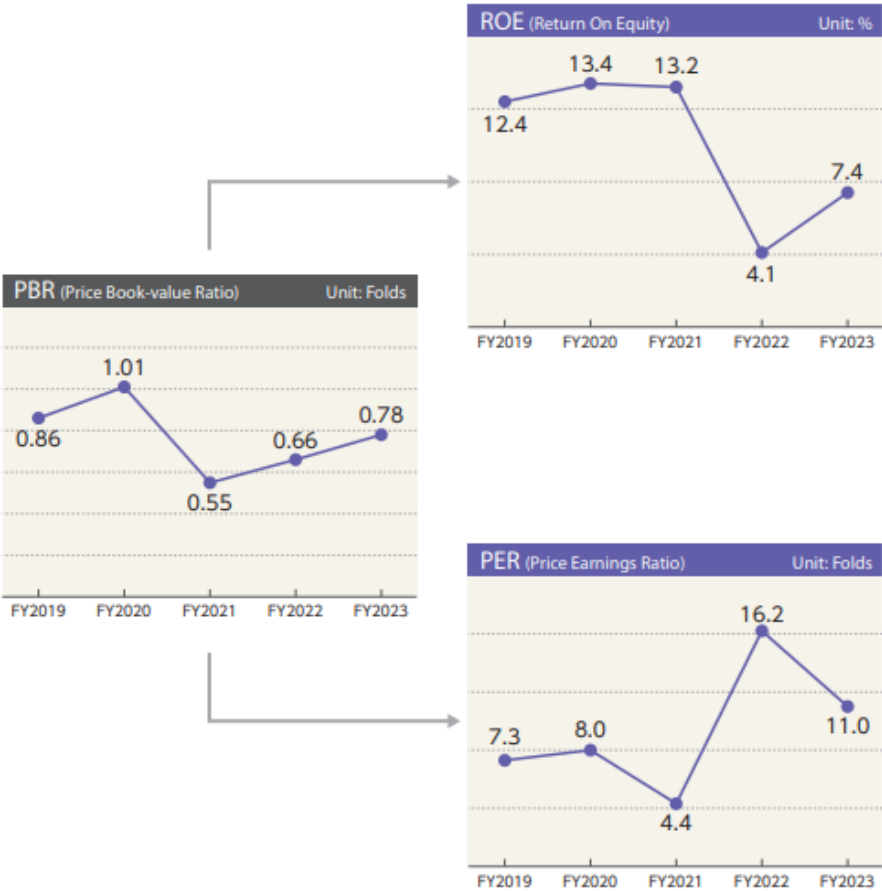 ROE (Return On Equity) Unit: %
13.4 13.2
12.4
7.4
4.1
FY2019 FY2020 FY2021 FY2022 FY2023
PBR (Price Book-value Ratio) Unit: Folds
1.01
0.86
0.78
0.66
0.55
FY2019 FY2020 FY2021 FY2022 FY2023
PER (Price Earnings Ratio) Unit: Folds
16.2
11.0
7.3 8.0
4.4
FY2019 FY2020 FY2021 FY2022 FY2023